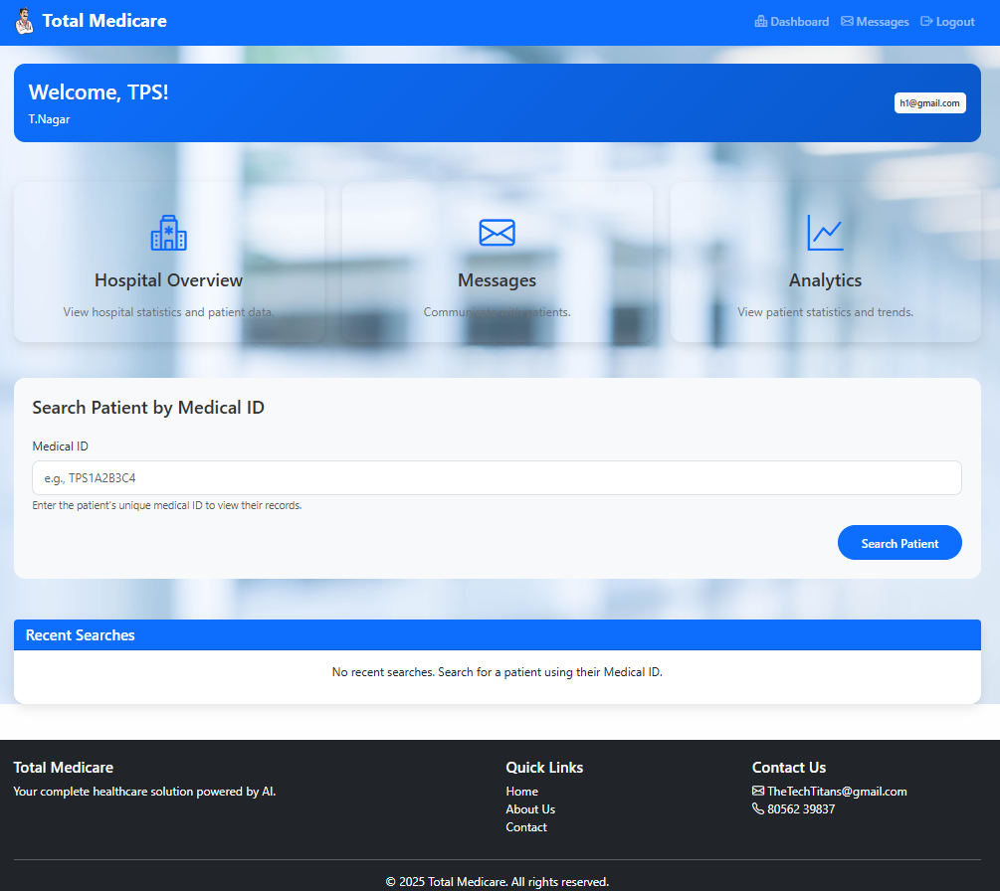 Total Medicare
Dashboard Messages Logout
Welcome, TPS!
T.Nagar
h1@gmail.com
Hospital Overview
View hospital statistics and patient data.
Messages
Communicate with patients.
Analytics
View patient statistics and trends.
Search Patient by Medical ID
Medical ID
e.g., TPS1A2B3C4
Enter the patient's unique medical ID to view their records.
Search Patient
Recent Searches
No recent searches. Search for a patient using their Medical ID.
Total Medicare
Your complete healthcare solution powered by AI.
Quick Links
Home
About Us
Contact
Contact Us
TheTechTitans@gmail.com
80562 39837
© 2025 Total Medicare. All rights reserved.